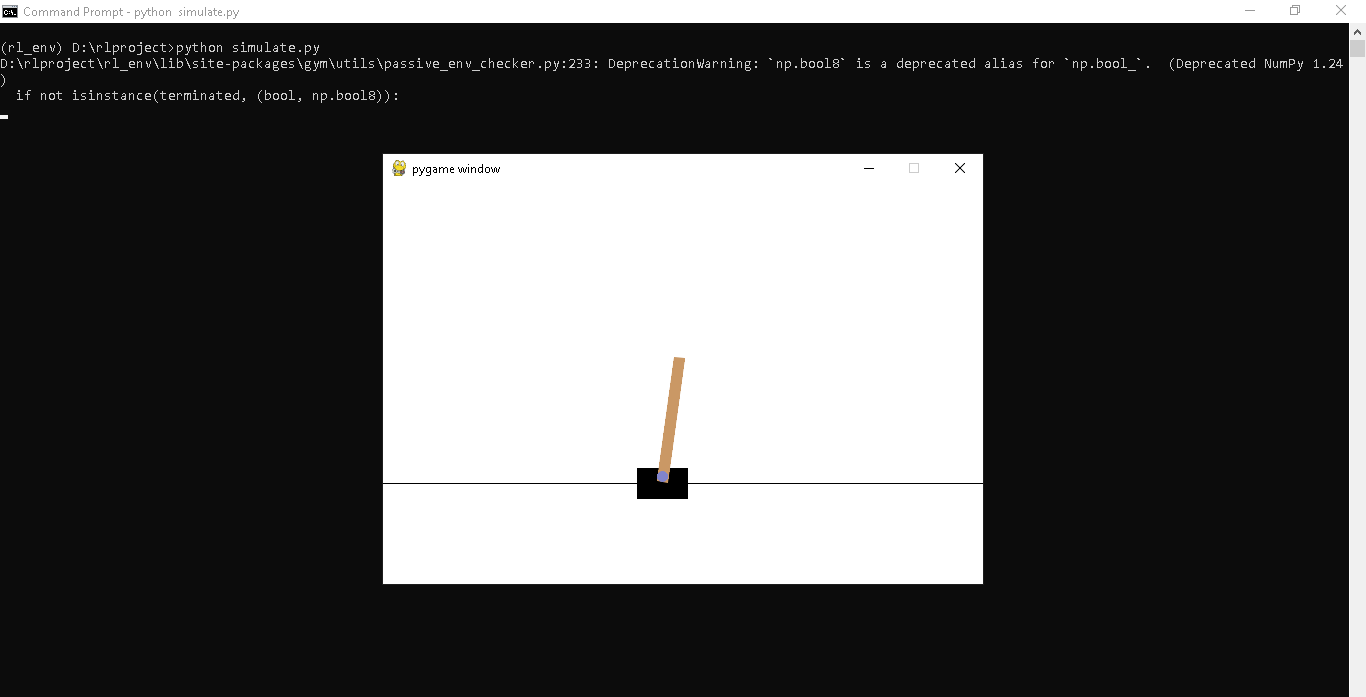 Command Prompt - python simulate.py
(rl_env) D:\rlproject>python simulate.py
D:\rlproject\rl_env\lib\site-packages\gym\utils\passive_env_checker.py:233: DeprecationWarning: `np.bool8` is a deprecated alias for `np.bool_`.  (Deprecated NumPy 1.24
)
  if not isinstance(terminated, (bool, np.bool8)):
pygame window